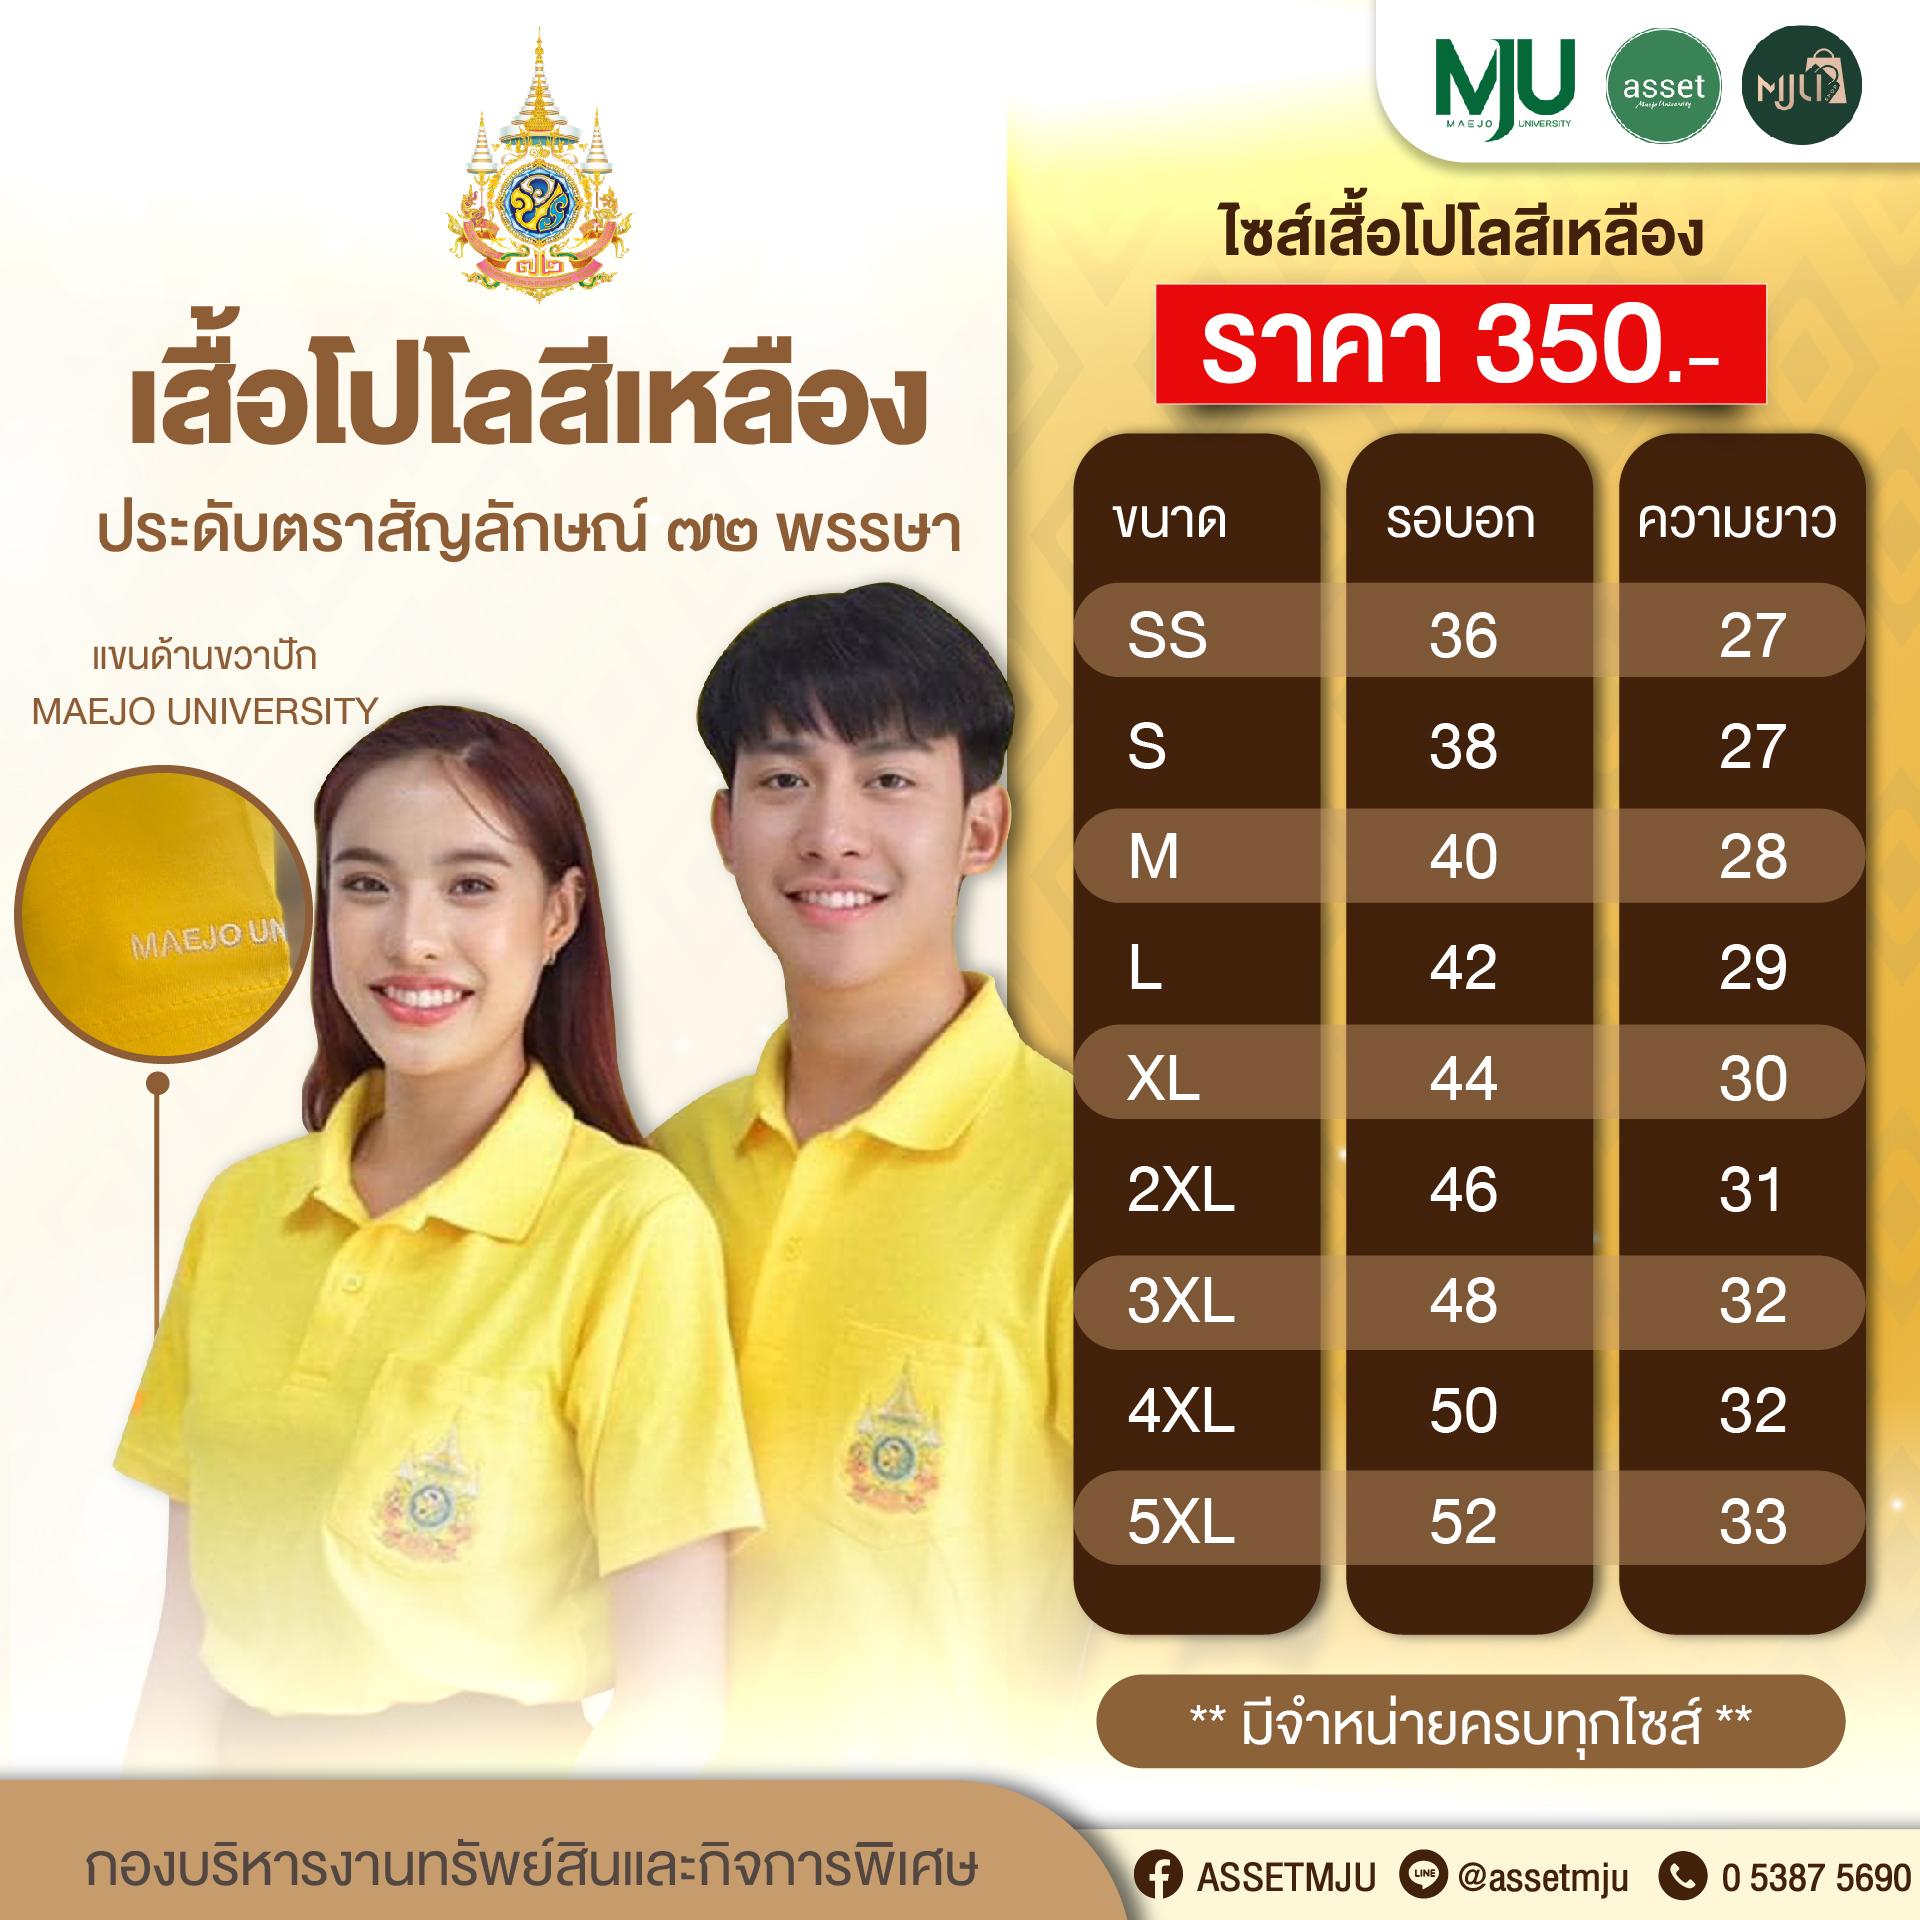 MJU
MAEJO UNIVERSITY
asset
Maejo University
MJU
SHOP
๗๒
เสื้อโปโลสีเหลือง
ประดับตราสัญลักษณ์ ๗๒ พรรษา
แขนด้านขวาปัก
MAEJO UNIVERSITY
MAEJO UN
ไซส์เสื้อโปโลสีเหลือง
ราคา 350.-
ขนาด รอบอก ความยาว
SS 36 27
S 38 27
M 40 28
L 42 29
XL 44 30
2XL 46 31
3XL 48 32
4XL 50 32
5XL 52 33
** มีจำหน่ายครบทุกไซส์ **
กองบริหารงานทรัพย์สินและกิจการพิเศษ
ASSETMJU LINE @assetmju 0 5387 5690